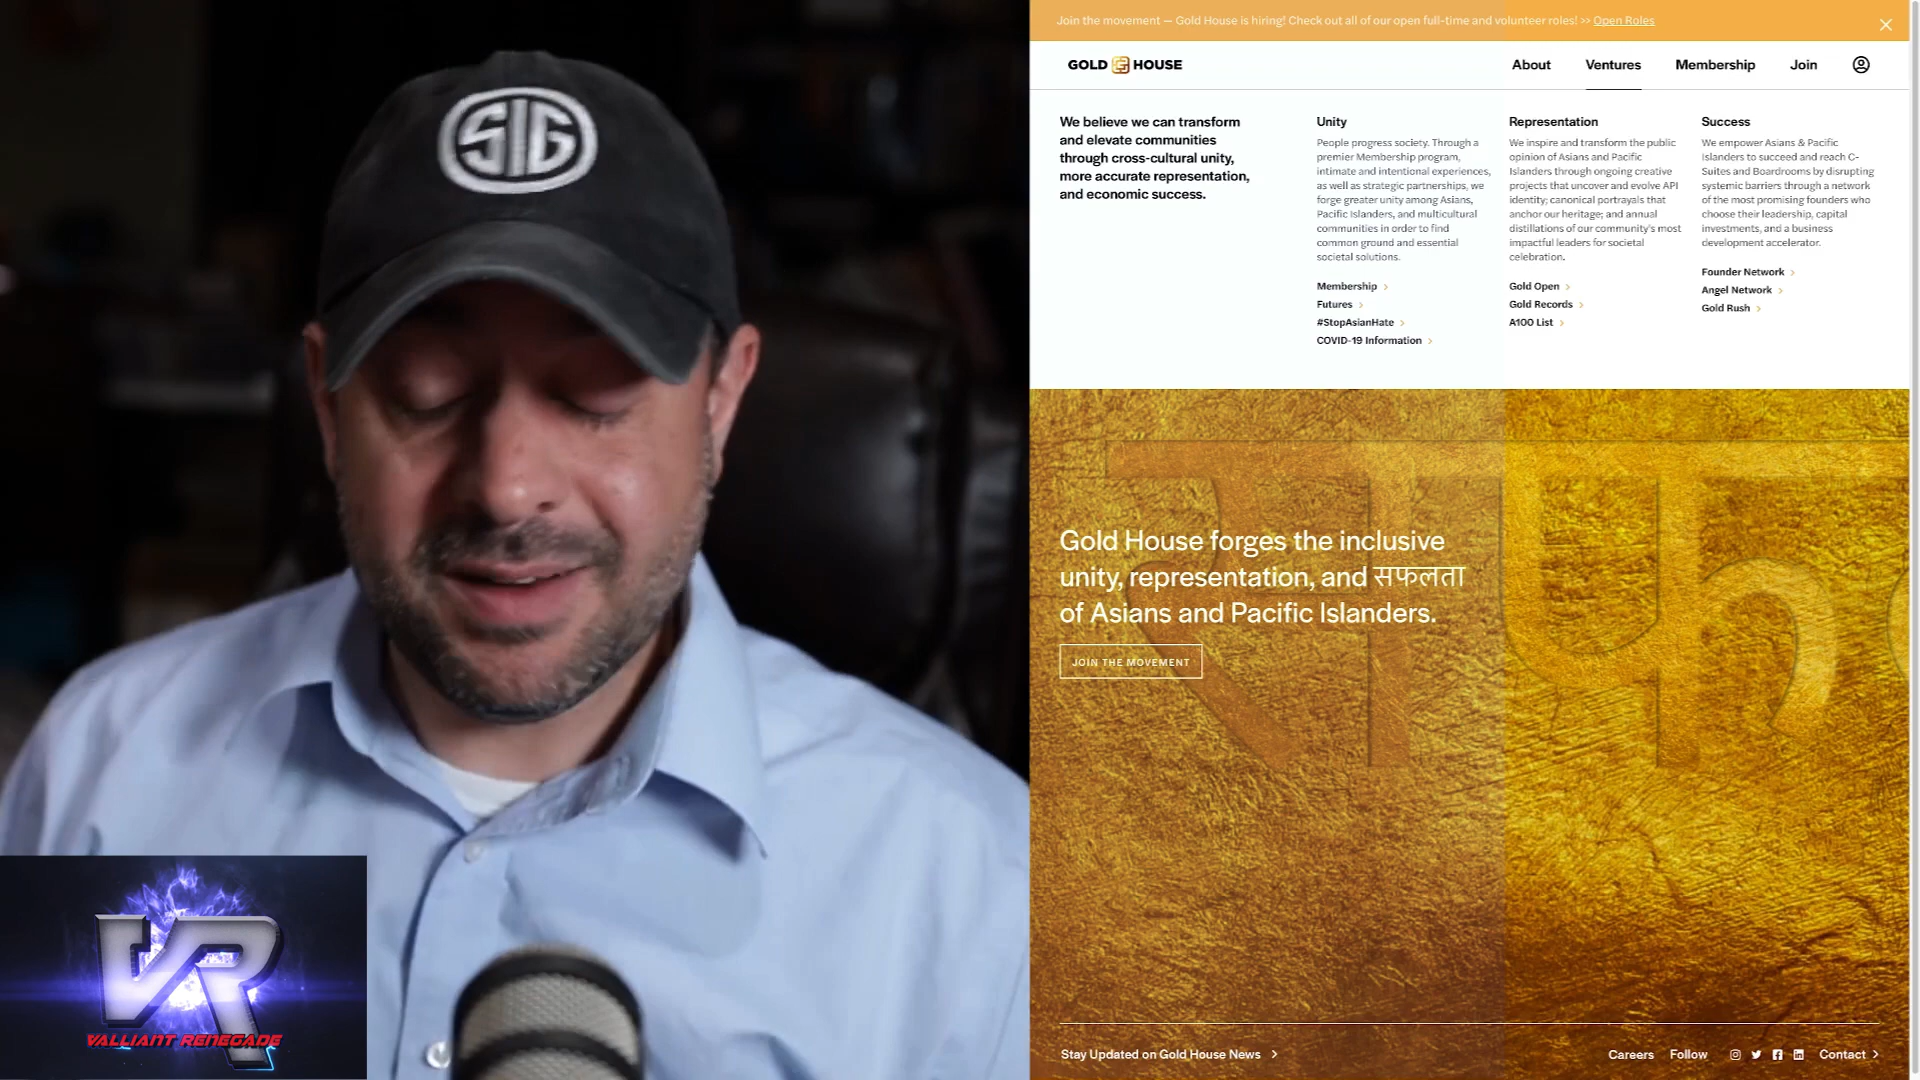 SIG
VR
VALLIANT RENEGADE
Join the movement — Gold House is hiring! Check out all of our open full-time and volunteer roles! >> Open Roles
GOLD HOUSE
About
Ventures
Membership
Join
We believe we can transform
and elevate communities
through cross-cultural unity,
more accurate representation,
and economic success.
Unity
People progress society. Through a
premier Membership program,
intimate and intentional experiences,
as well as strategic partnerships, we
forge greater unity among Asians,
Pacific Islanders, and multicultural
communities in order to find
common ground and essential
societal solutions.
Membership
Futures
#StopAsianHate
COVID-19 Information
Representation
We inspire and transform the public
opinion of Asians and Pacific
Islanders through ongoing creative
projects that uncover and evolve API
identity; canonical portrayals that
anchor our heritage; and annual
distillations of our community's most
impactful leaders for societal
celebration.
Gold Open
Gold Records
A100 List
Success
We empower Asians & Pacific
Islanders to succeed and reach C-
Suites and Boardrooms by disrupting
systemic barriers through a network
of the most promising founders who
choose their leadership, capital
investments, and a business
development accelerator.
Founder Network
Angel Network
Gold Rush
Gold House forges the inclusive
unity, representation, and सफलता
of Asians and Pacific Islanders.
JOIN THE MOVEMENT
Stay Updated on Gold House News
Careers
Follow
Contact